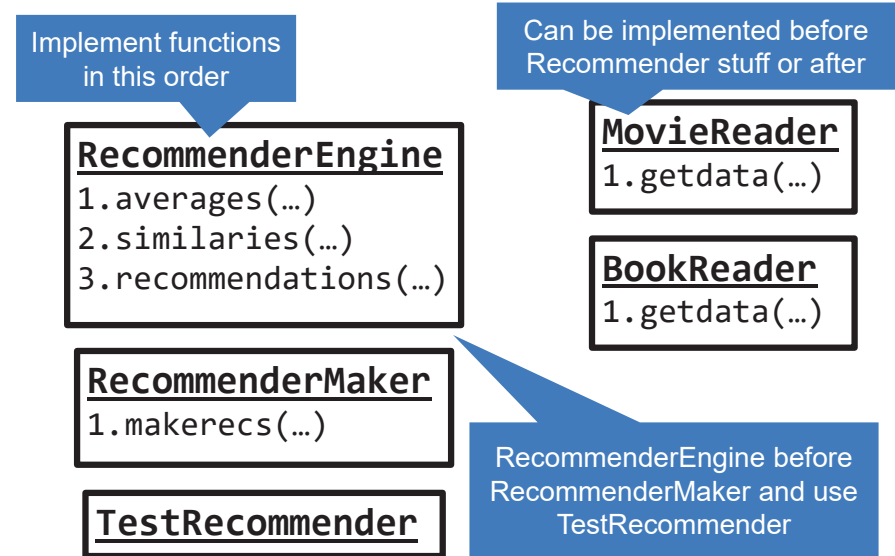 Implement functions
in this order
RecommenderEngine
1.averages(…)
2.similaries(…)
3.recommendations(…)
RecommenderMaker
1.makerecs(…)
TestRecommender
Can be implemented before
Recommender stuff or after
MovieReader
1.getdata(…)
BookReader
1.getdata(…)
RecommenderEngine before
RecommenderMaker and use
TestRecommender